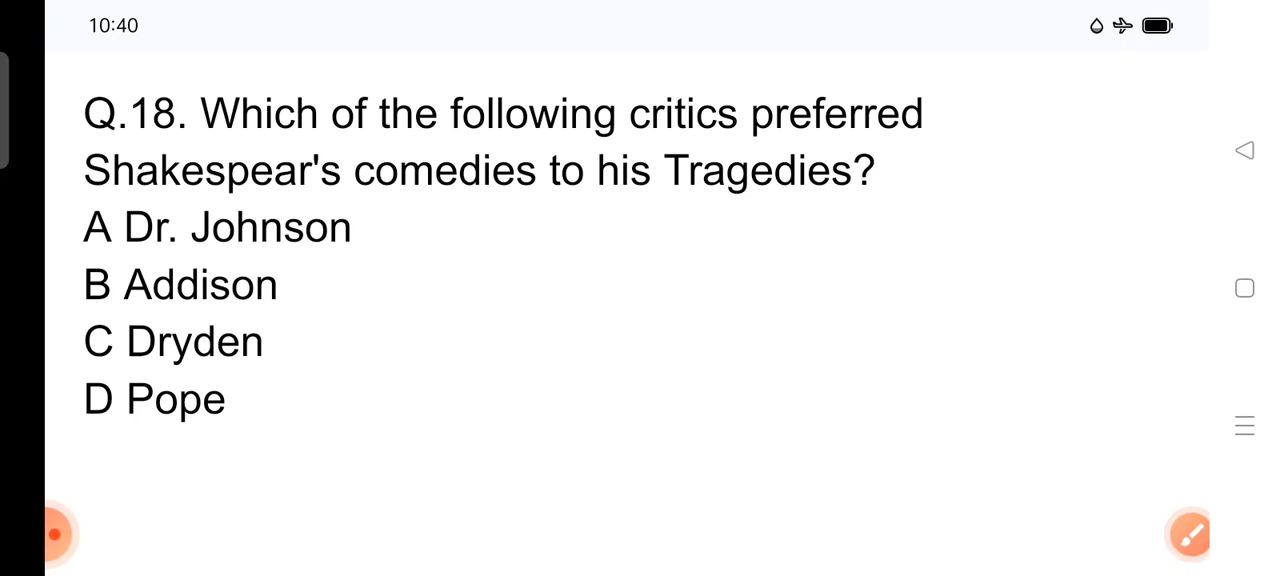 10:40
Q.18. Which of the following critics preferred
Shakespear's comedies to his Tragedies?
A Dr. Johnson
B Addison
C Dryden
D Pope